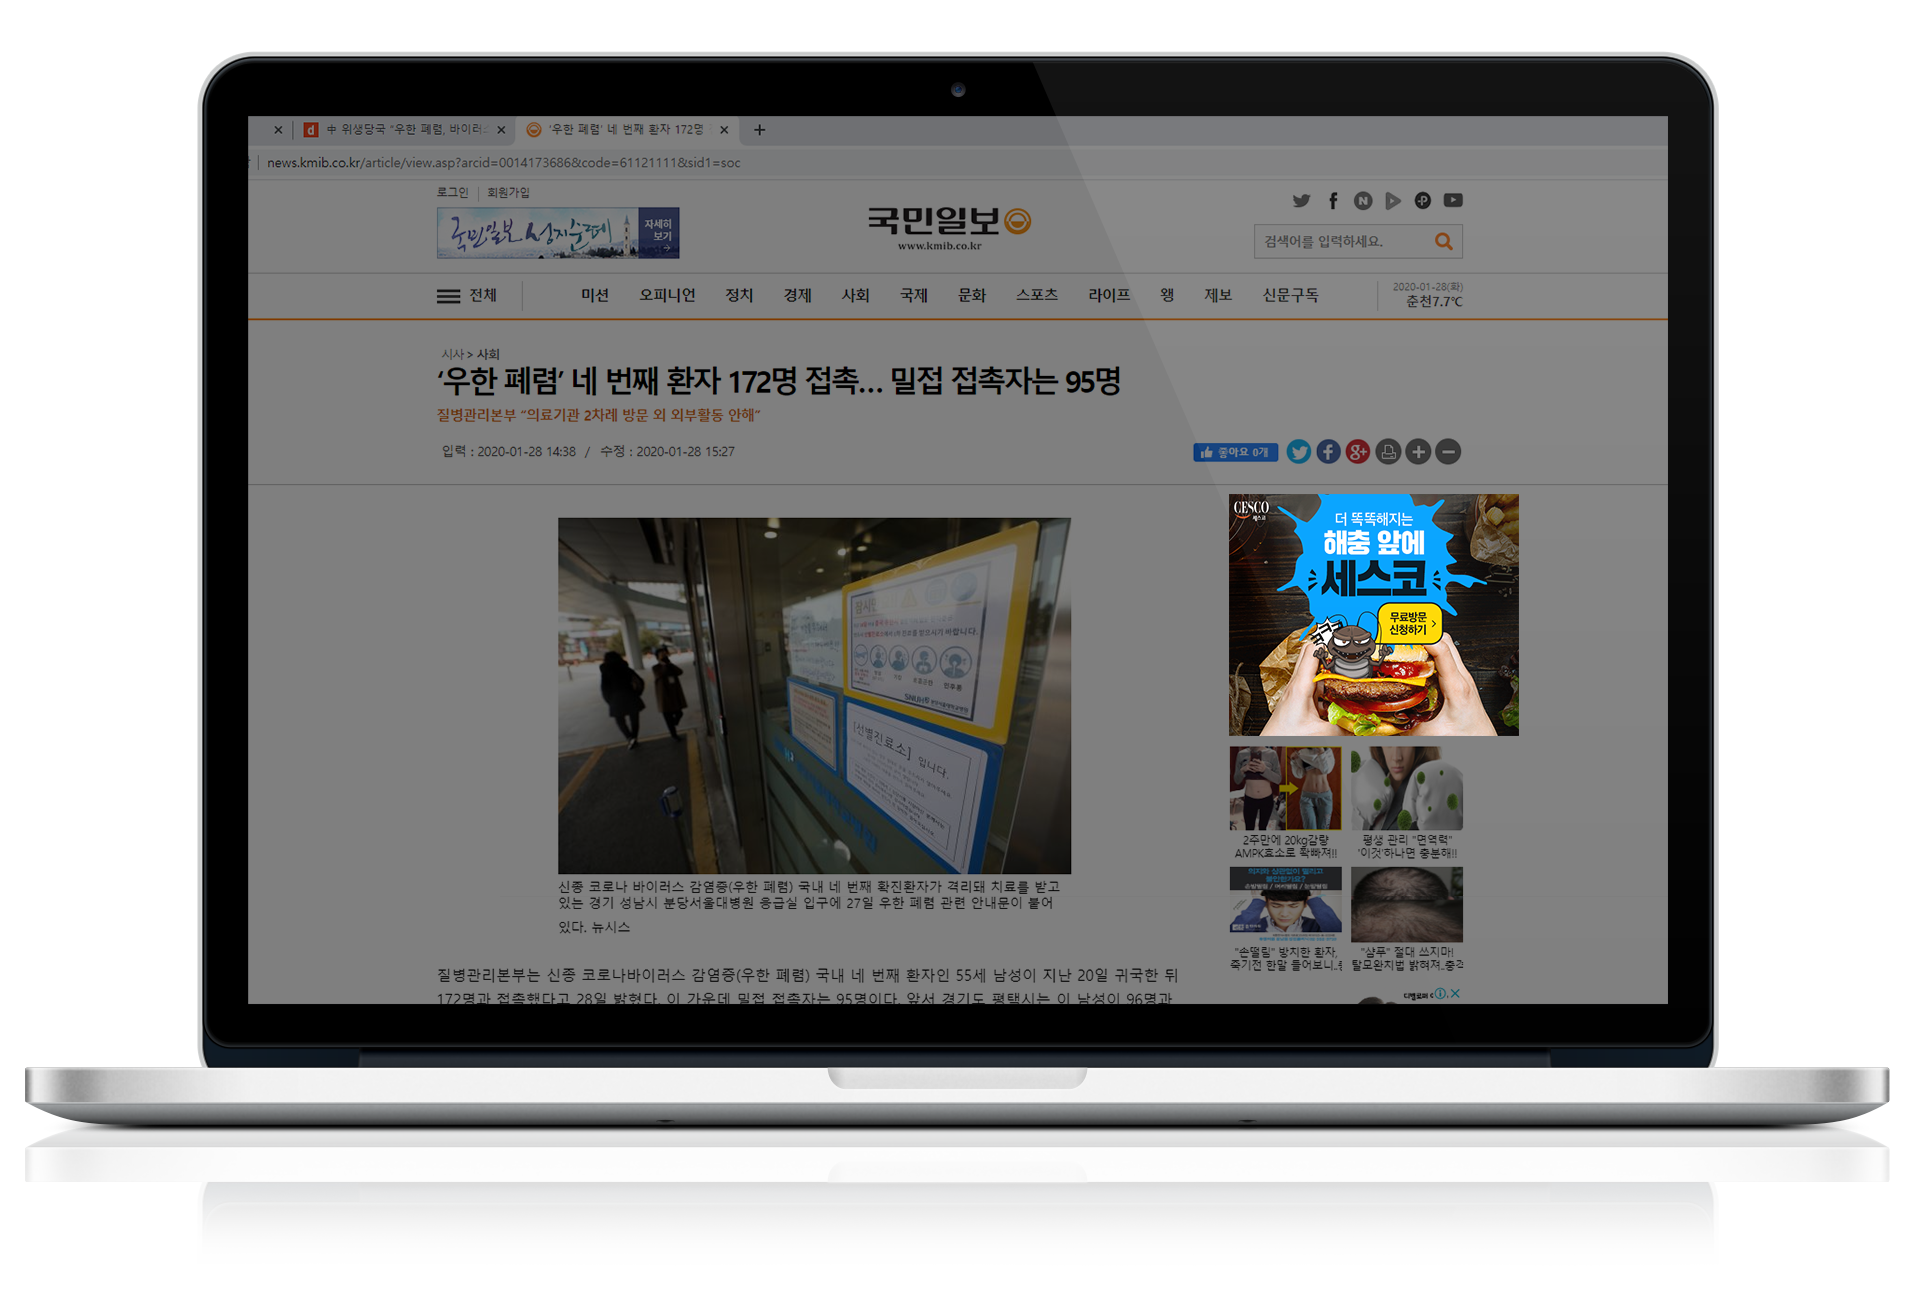 中 위생당국 "우한 폐렴, 바이러
'우한 폐렴' 네 번째 환자 172명
news.kmib.co.kr/article/view.asp?arcid=0014173686&code=61121111&sid1=soc
로그인 회원가입
국민일보 성지순례 자세히 보기
국민일보
www.kmib.co.kr
검색어를 입력하세요.
전체 미션 오피니언 정치 경제 사회 국제 문화 스포츠 라이프 왱 제보 신문구독
2020-01-28(화)
춘천7.7℃
시사 > 사회
'우한 폐렴' 네 번째 환자 172명 접촉… 밀접 접촉자는 95명
질병관리본부 "의료기관 2차례 방문 외 외부활동 안해"
입력 : 2020-01-28 14:38 / 수정 : 2020-01-28 15:27
좋아요 0개
CESCO
세스코
더 똑똑해지는
해충 앞에
세스코
무료방문
신청하기
[선별진료소] 입니다.
신종 코로나 바이러스 감염증(우한 폐렴) 국내 네 번째 확진환자가 격리돼 치료를 받고
있는 경기 성남시 분당서울대병원 응급실 입구에 27일 우한 폐렴 관련 안내문이 붙어
있다. 뉴시스
질병관리본부는 신종 코로나바이러스 감염증(우한 폐렴) 국내 네 번째 환자인 55세 남성이 지난 20일 귀국한 뒤
172명과 접촉했다고 28일 밝혔다. 이 가운데 밀접 접촉자는 95명이다. 앞서 경기도 평택시는 이 남성이 96명과
2주만에 20kg감량
AMPK효소로 확빠져!!
평생 관리 "면역력"
'이것'하나면 충분해!!
"손떨림" 방치한 환자,
죽기전 한말 들어보니..
"샴푸" 절대 쓰지마!
탈모완치법 밝혀져..충격